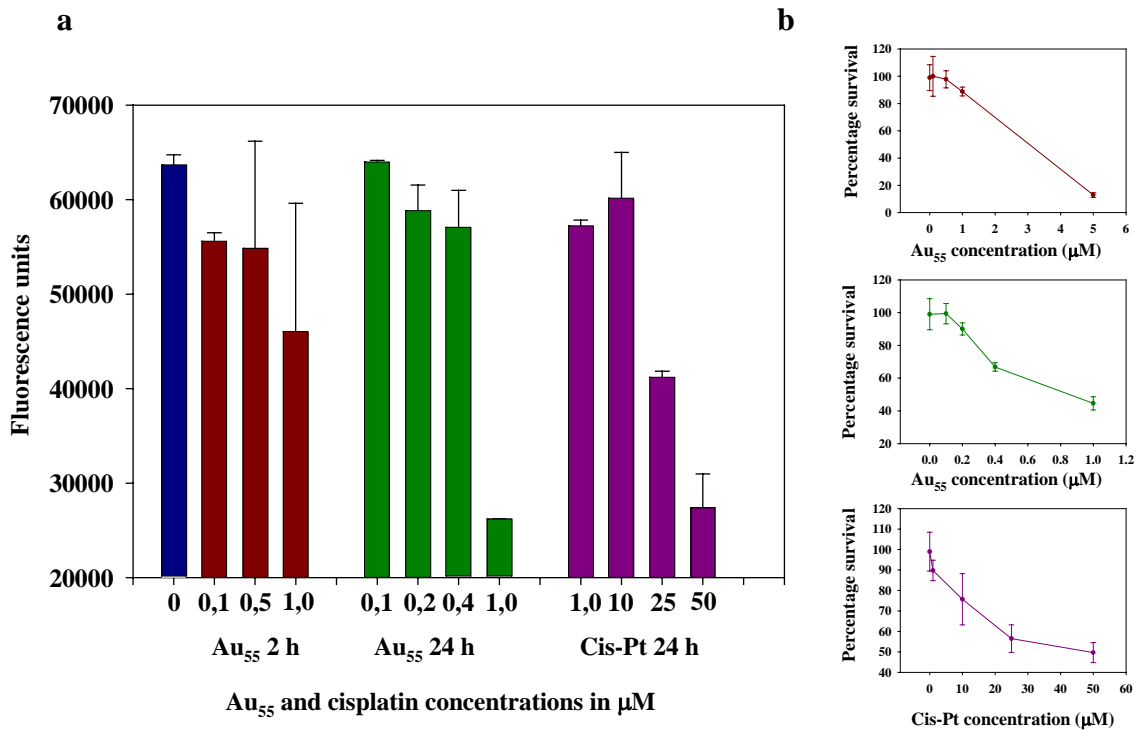 a
Fluorescence units
70000
60000
50000
40000
30000
20000
0 0,1 0,5 1,0 0,1 0,2 0,4 1,0 1,0 10 25 50
Au₅₅ 2 h Au₅₅ 24 h Cis-Pt 24 h
Au₅₅ and cisplatin concentrations in μM
b
Percentage survival
120
100
80
60
40
20
0
0 1 2 3 4 5 6
Au₅₅ concentration (μM)
Percentage survival
120
100
80
60
40
20
0.0 0.2 0.4 0.6 0.8 1.0 1.2
Au₅₅ concentration (μM)
Percentage survival
120
110
100
90
80
70
60
50
40
0 10 20 30 40 50 60
Cis-Pt concentration (μM)